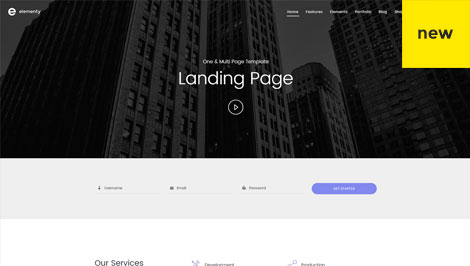 elementy
Home Features Elements Portfolio Blog
new
One & Multi Page Template
Landing Page
Username Email Password GET STARTED
Our Services
Development Production